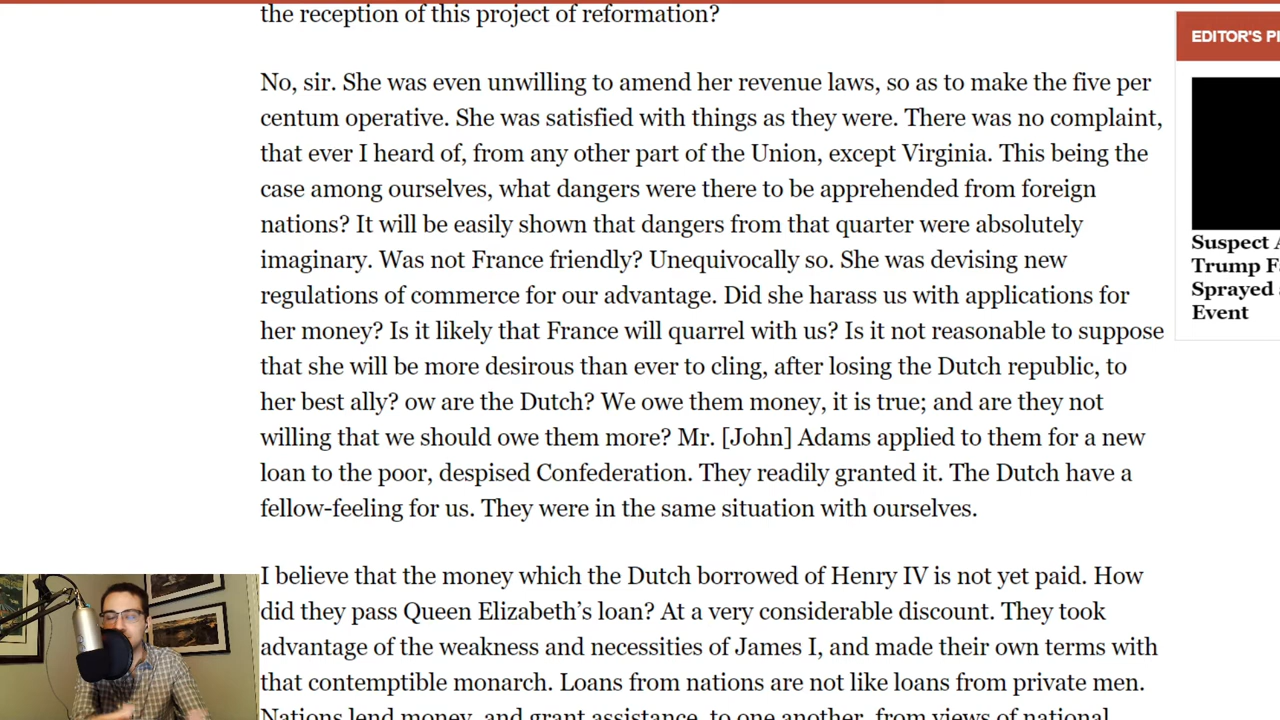 the reception of this project of reformation?
No, sir. She was even unwilling to amend her revenue laws, so as to make the five per
centum operative. She was satisfied with things as they were. There was no complaint,
that ever I heard of, from any other part of the Union, except Virginia. This being the
case among ourselves, what dangers were there to be apprehended from foreign
nations? It will be easily shown that dangers from that quarter were absolutely
imaginary. Was not France friendly? Unequivocally so. She was devising new
regulations of commerce for our advantage. Did she harass us with applications for
her money? Is it likely that France will quarrel with us? Is it not reasonable to suppose
that she will be more desirous than ever to cling, after losing the Dutch republic, to
her best ally? ow are the Dutch? We owe them money, it is true; and are they not
willing that we should owe them more? Mr. [John] Adams applied to them for a new
loan to the poor, despised Confederation. They readily granted it. The Dutch have a
fellow-feeling for us. They were in the same situation with ourselves.
I believe that the money which the Dutch borrowed of Henry IV is not yet paid. How
did they pass Queen Elizabeth's loan? At a very considerable discount. They took
advantage of the weakness and necessities of James I, and made their own terms with
that contemptible monarch. Loans from nations are not like loans from private men.
Nations lend money, and grant assistance, to one another, from views of national
EDITOR'S
Suspect
Trump
Sprayed
Event